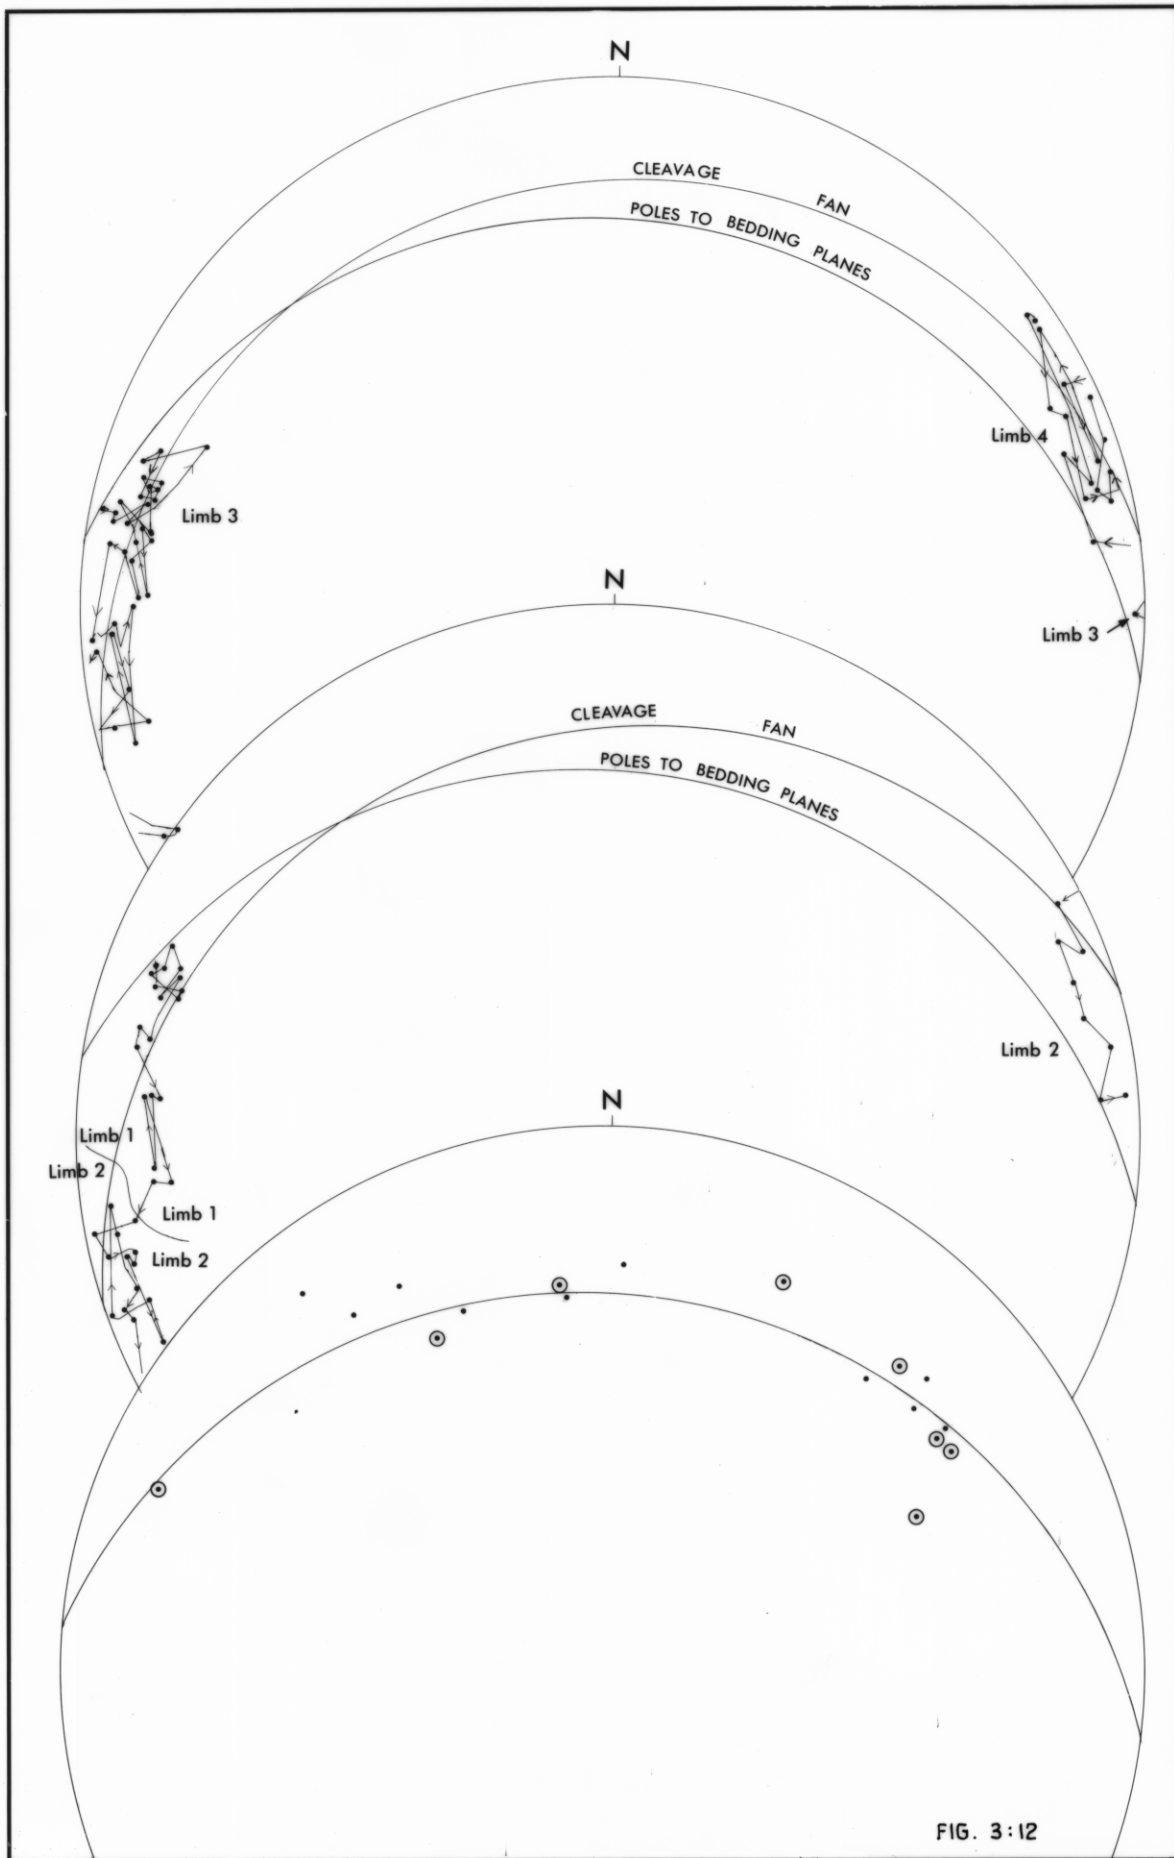 N
CLEAVAGE FAN
POLES TO BEDDING PLANES
Limb 4
Limb 3
Limb 3
N
CLEAVAGE FAN
POLES TO BEDDING PLANES
Limb 2
N
Limb 1
Limb 2
Limb 1
Limb 2
FIG. 3:12